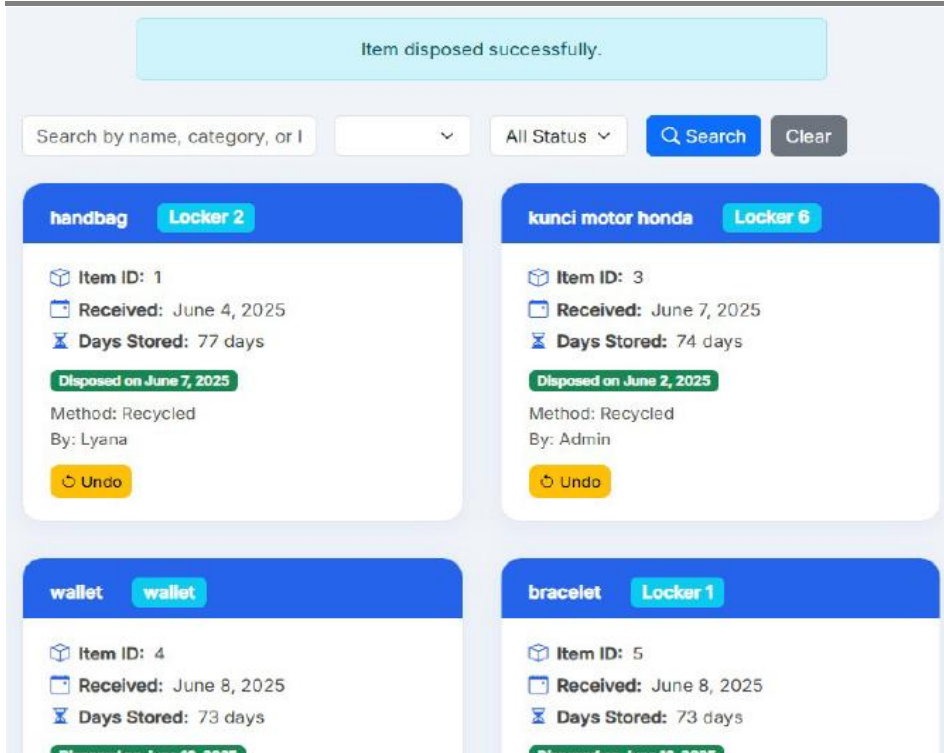 Item disposed successfully.
Search by name, category, or I
All Status
Search
Clear
handbag Locker 2
Item ID: 1
Received: June 4, 2025
Days Stored: 77 days
Disposed on June 7, 2025
Method: Recycled
By: Lyana
Undo
kunci motor honda Locker 6
Item ID: 3
Received: June 7, 2025
Days Stored: 74 days
Disposed on June 2, 2025
Method: Recycled
By: Admin
Undo
wallet wallet
Item ID: 4
Received: June 8, 2025
Days Stored: 73 days
bracelet Locker 1
Item ID: 5
Received: June 8, 2025
Days Stored: 73 days